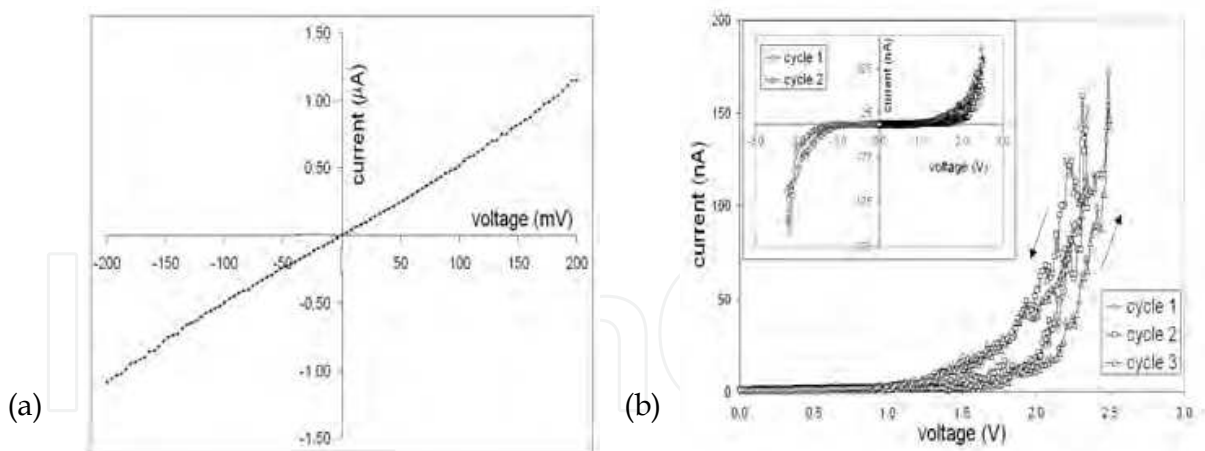 (a)
1.50
1.00
0.50
-0.50
-1.00
-1.50
current (μA)
voltage (mV)
-200
-150
-100
-50
0
50
100
150
200
(b)
200
150
100
50
0
current (nA)
0.0
0.5
1.0
1.5
2.0
2.5
3.0
voltage (V)
cycle 1
cycle 2
cycle 3
cycle 1
cycle 2
current (nA)
voltage (V)